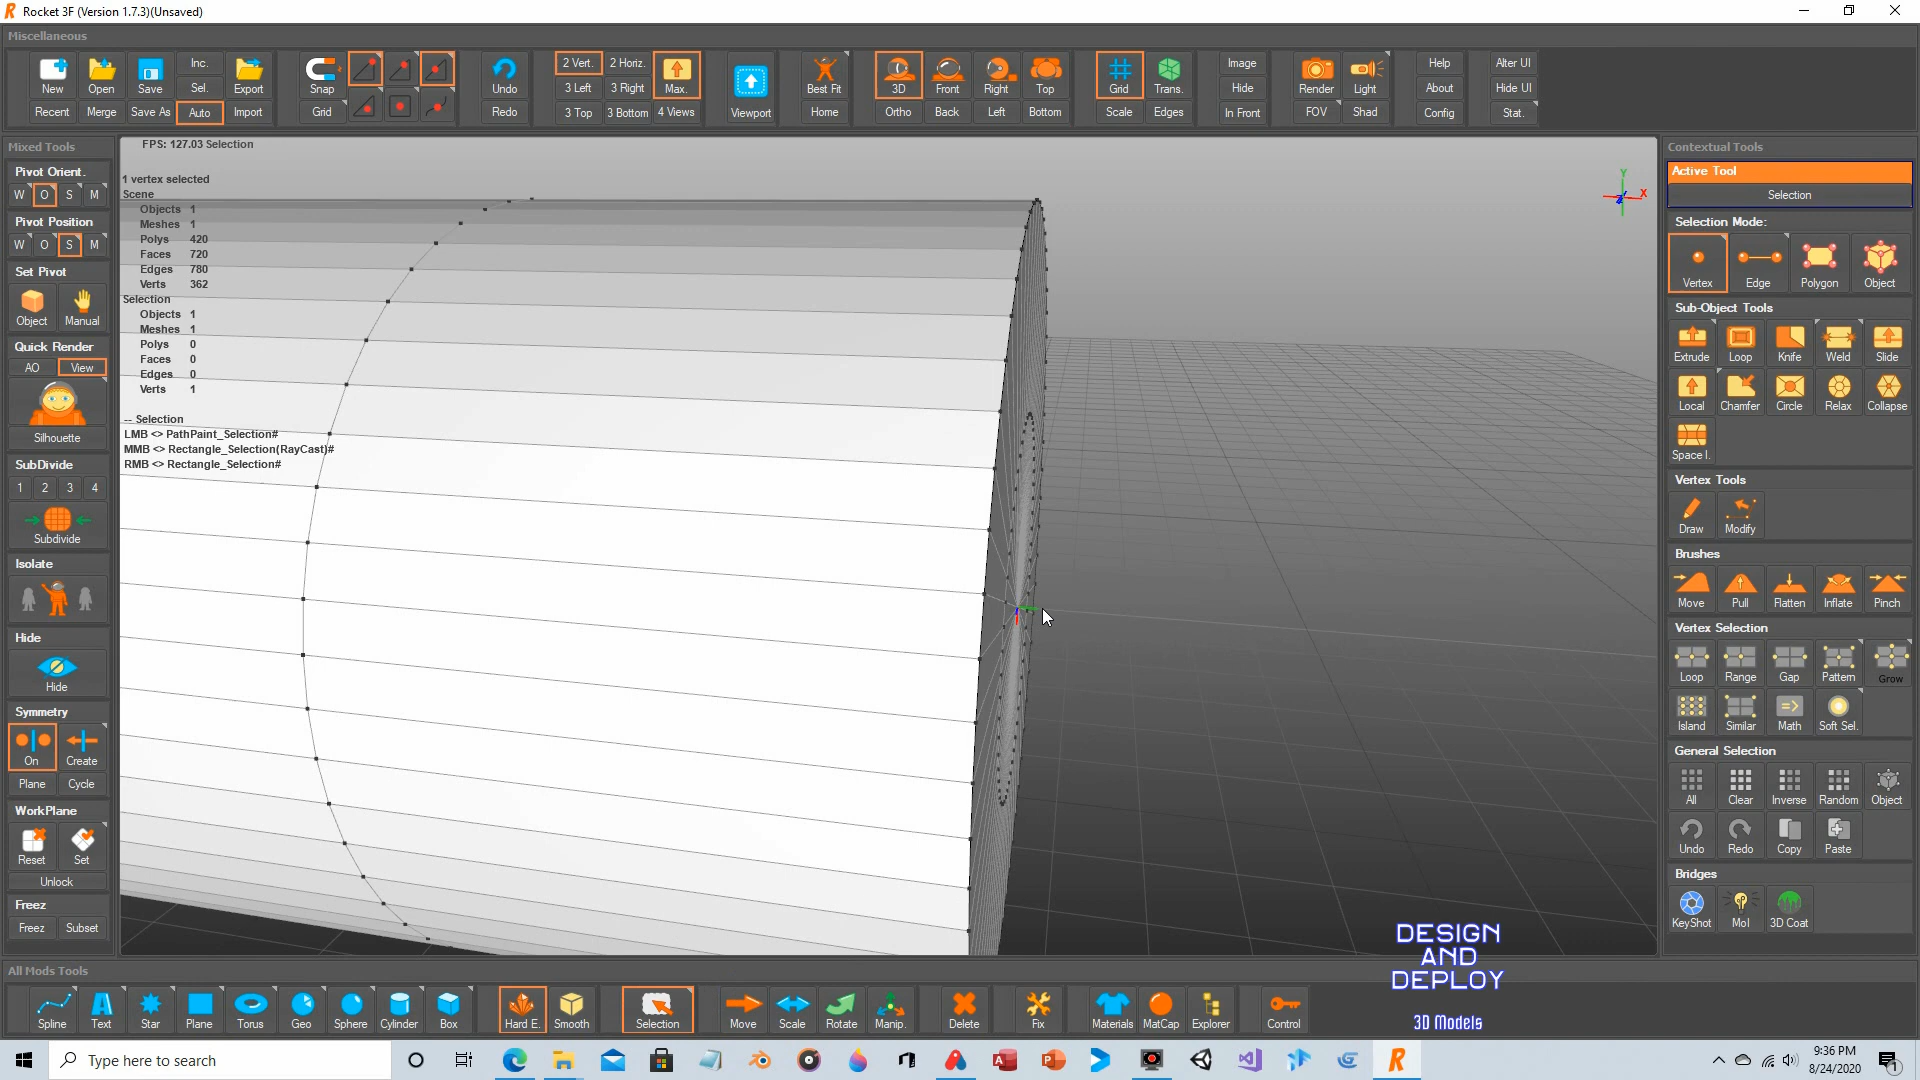 Rocket 3F (Version 1.7.3)(Unsaved)
Miscellaneous
New Open Save Inc. Sel. Export
Recent Merge Save As Auto Import
Snap
Grid
Undo
Redo
2 Vert. 2 Horiz.
3 Left 3 Right Max.
3 Top 3 Bottom 4 Views
Viewport
Best Fit
Home
3D Front Right Top
Ortho Back Left Bottom
Grid Trans.
Scale Edges
Image
Hide
In Front
Render Light
FOV Shad
Help
About
Config
Alter UI
Hide UI
Stat.
Mixed Tools
Pivot Orient.
W O S M
Pivot Position
W O S M
Set Pivot
Object Manual
Quick Render
AO View
Silhouette
SubDivide
1 2 3 4
Subdivide
Isolate
Hide
Hide
Symmetry
On Create
Plane Cycle
WorkPlane
Reset Set
Unlock
Freez
Freez Subset
FPS: 127.03 Selection
1 vertex selected
Scene
Objects 1
Meshes 1
Polys 420
Faces 720
Edges 780
Verts 362
Selection
Objects 1
Meshes 1
Polys 0
Faces 0
Edges 0
Verts 1
-- Selection
LMB <> PathPaint_Selection#
MMB <> Rectangle_Selection(RayCast)#
RMB <> Rectangle_Selection#
Y
X
Z
DESIGN
AND
DEPLOY
3D Models
Contextual Tools
Active Tool
Selection
Selection Mode:
Vertex Edge Polygon Object
Sub-Object Tools
Extrude Loop Knife Weld Slide
Local Chamfer Circle Relax Collapse
Space I.
Vertex Tools
Draw Modify
Brushes
Move Pull Flatten Inflate Pinch
Vertex Selection
Loop Range Gap Pattern Grow
Island Similar Math Soft Sel.
General Selection
All Clear Inverse Random Object
Undo Redo Copy Paste
Bridges
KeyShot MoI 3D Coat
All Mods Tools
Spline Text Star Plane Torus Geo Sphere Cylinder Box Hard E. Smooth Selection Move Scale Rotate Manip. Delete Fix Materials MatCap Explorer Control
Type here to search
9:36 PM
8/24/2020
1